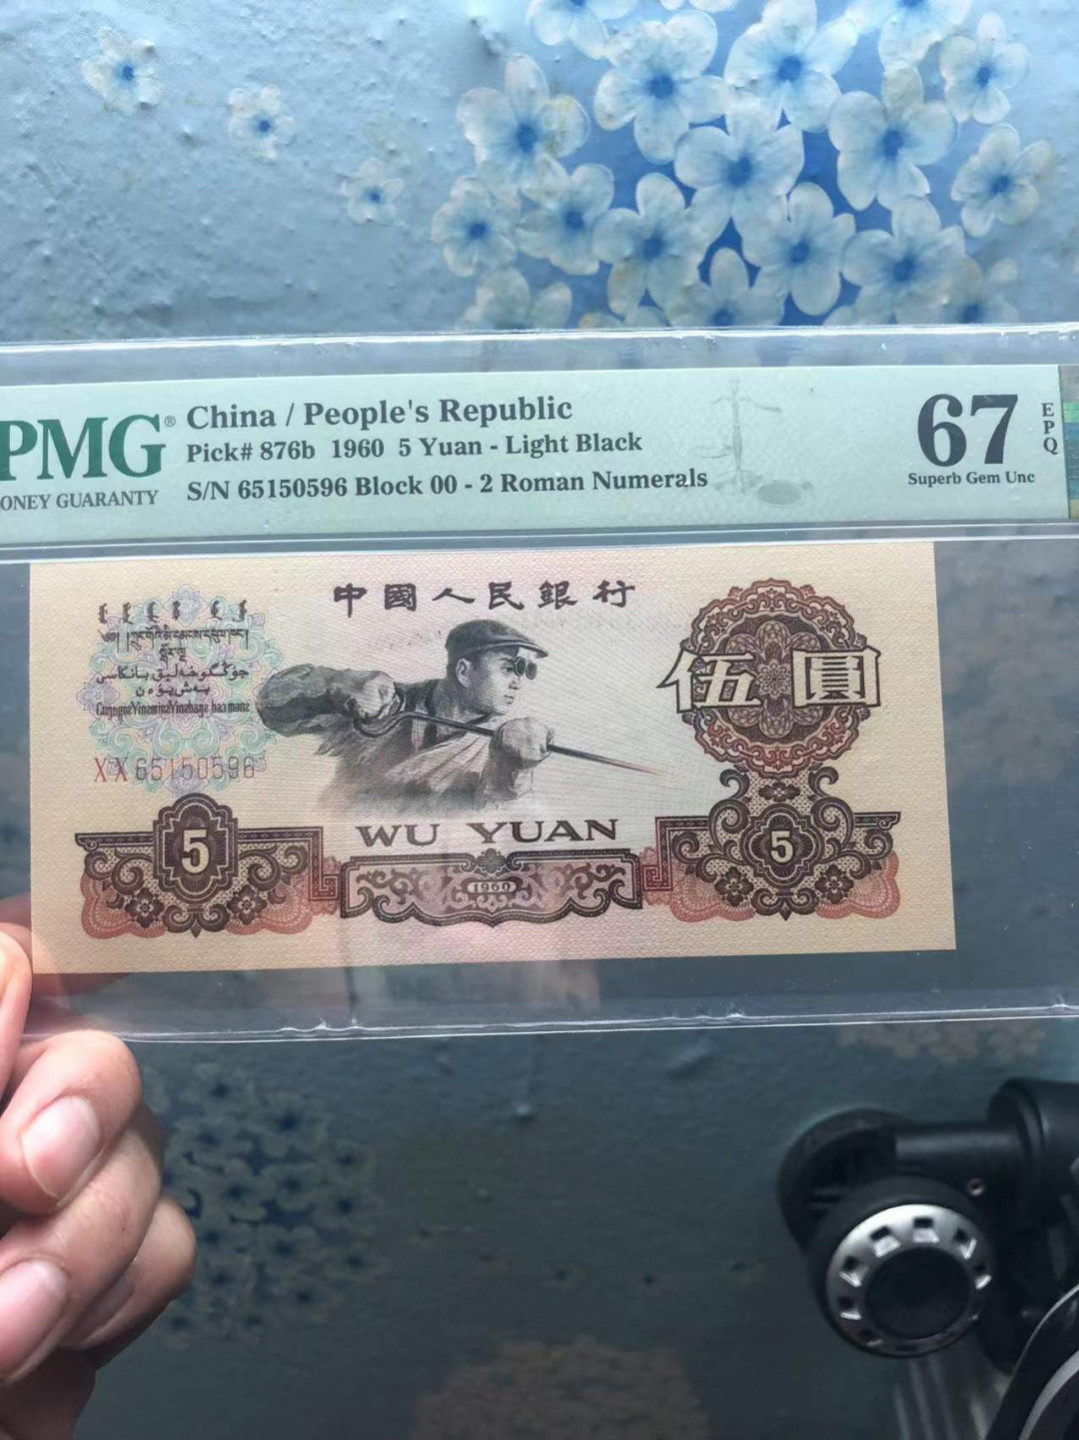 PMG®
ONEY GUARANTY
China / People's Republic
Pick# 876b 1960 5 Yuan - Light Black
S/N 65150596 Block 00 - 2 Roman Numerals
67
EPQ
Superb Gem Unc
中國人民銀行
伍圓
XX 65150596
5
WU YUAN
1960
5